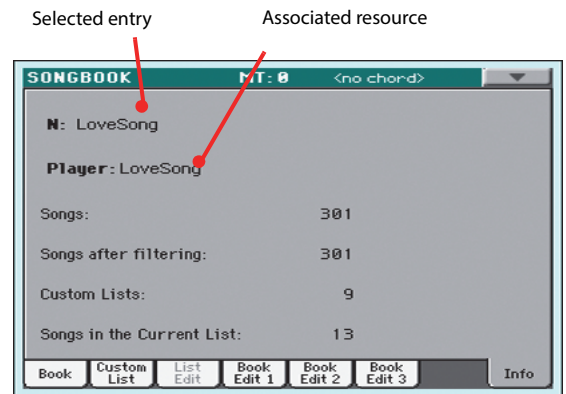 Selected entry
Associated resource
SONGBOOK MT: 0 <no chord>
N: LoveSong
Player: LoveSong
Songs: 301
Songs after filtering: 301
Custom Lists: 9
Songs in the Current List: 13
Book
Custom
List
List
Edit
Book
Edit 1
Book
Edit 2
Book
Edit 3
Info